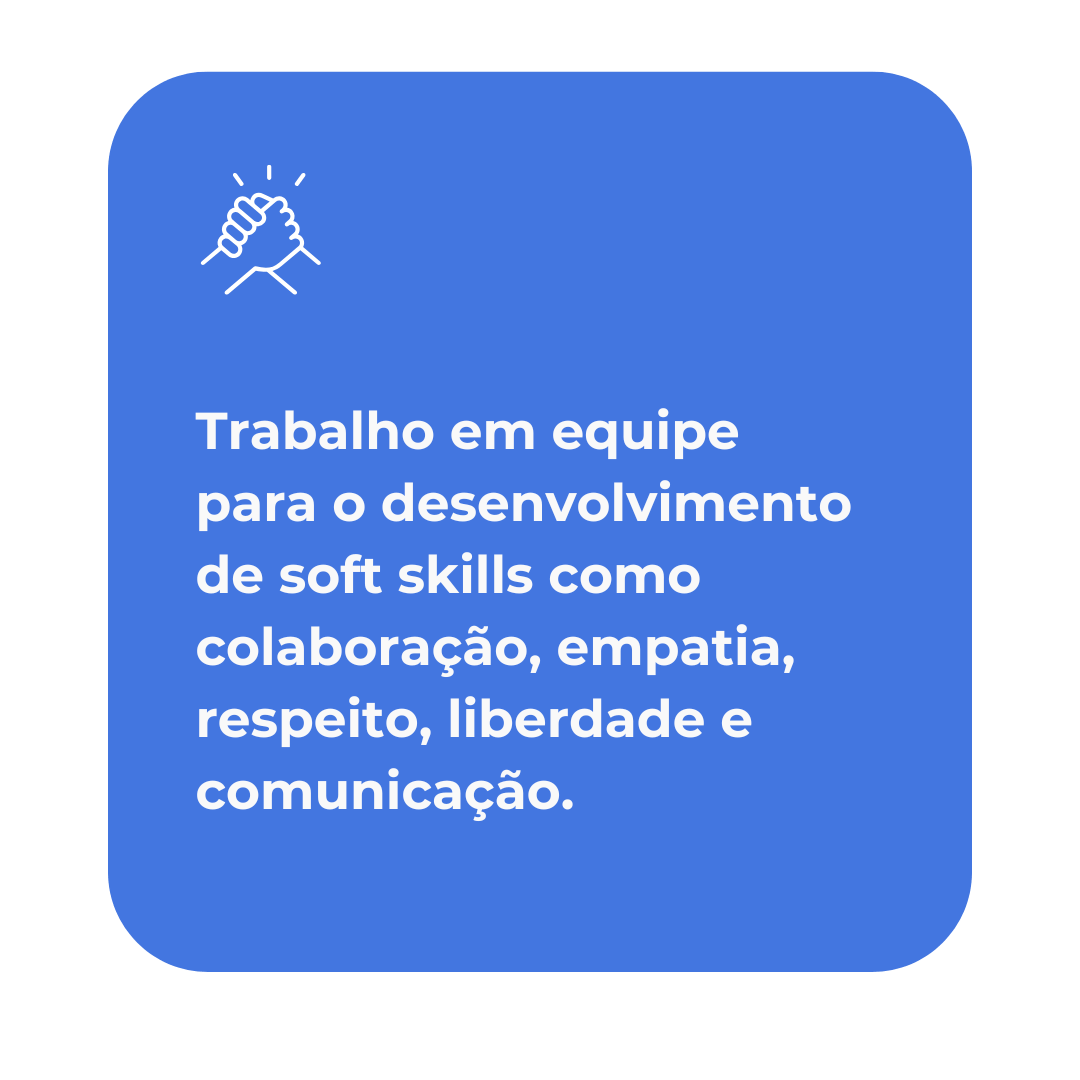 Trabalho em equipe
para o desenvolvimento
de soft skills como
colaboração, empatia,
respeito, liberdade e
comunicação.